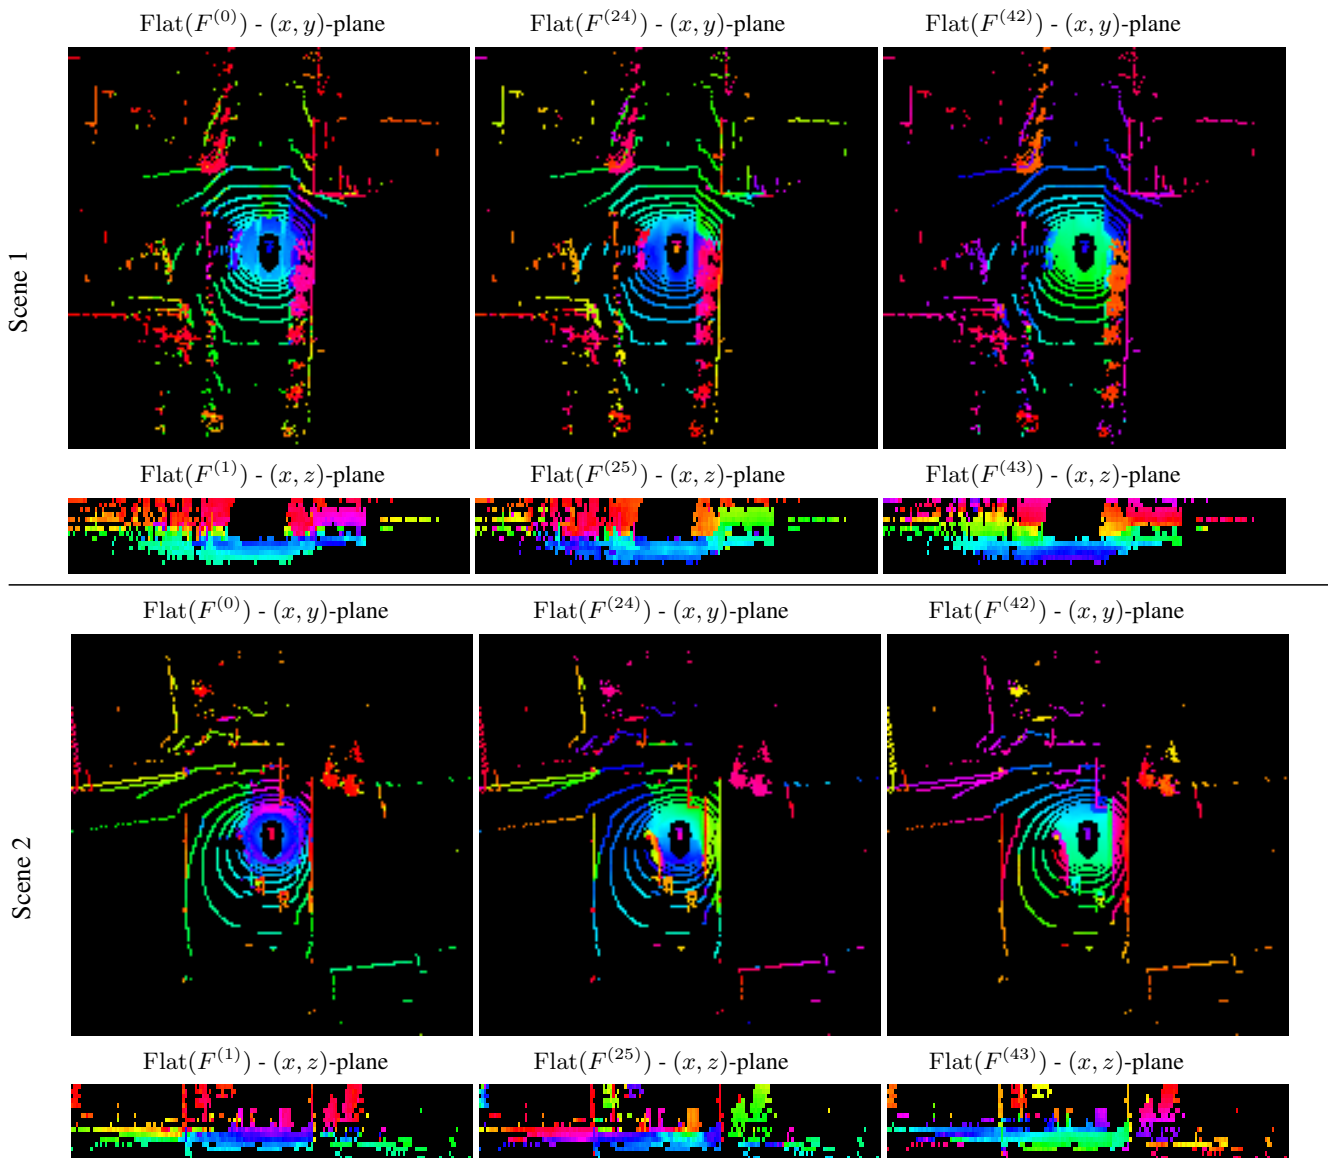 Flat(F^(0)) - (x, y)-plane Flat(F^(24)) - (x, y)-plane Flat(F^(42)) - (x, y)-plane
Scene 1
Flat(F^(1)) - (x, z)-plane Flat(F^(25)) - (x, z)-plane Flat(F^(43)) - (x, z)-plane
Flat(F^(0)) - (x, y)-plane Flat(F^(24)) - (x, y)-plane Flat(F^(42)) - (x, y)-plane
Scene 2
Flat(F^(1)) - (x, z)-plane Flat(F^(25)) - (x, z)-plane Flat(F^(43)) - (x, z)-plane